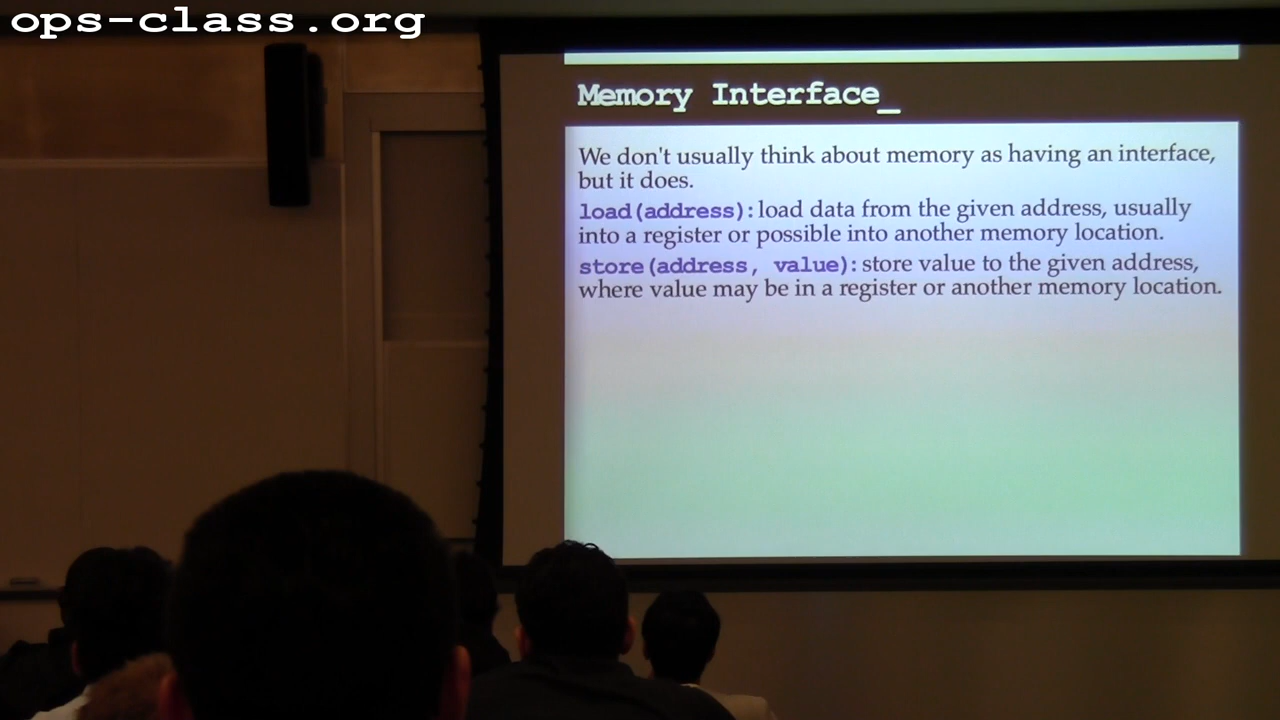 ops-class.org
Memory Interface_
We don't usually think about memory as having an interface,
but it does.
load(address): load data from the given address, usually
into a register or possible into another memory location.
store(address, value): store value to the given address,
where value may be in a register or another memory location.